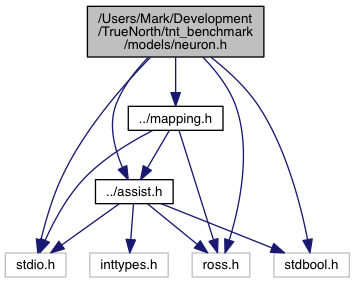 /Users/Mark/Development
/TrueNorth/tnt_benchmark
/models/neuron.h
../mapping.h
../assist.h
stdio.h
inttypes.h
ross.h
stdbool.h